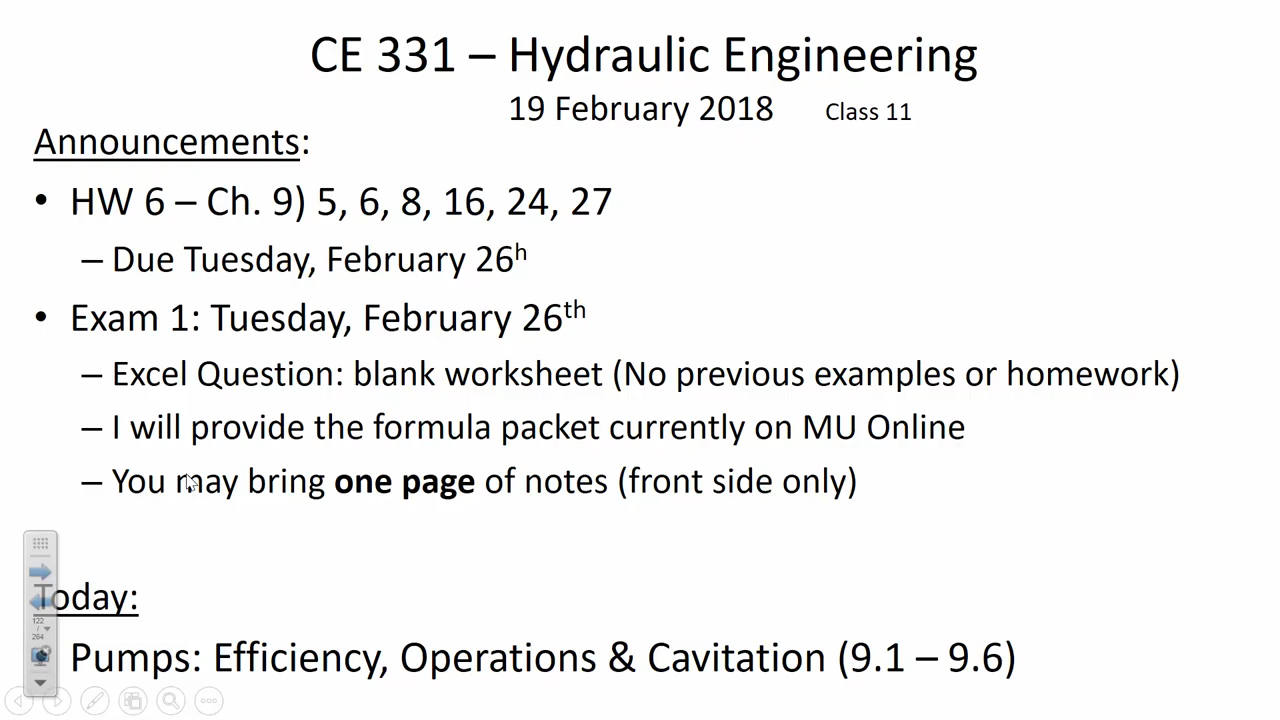 CE 331 – Hydraulic Engineering
19 February 2018 Class 11
Announcements:
• HW 6 – Ch. 9) 5, 6, 8, 16, 24, 27
– Due Tuesday, February 26h
• Exam 1: Tuesday, February 26th
– Excel Question: blank worksheet (No previous examples or homework)
– I will provide the formula packet currently on MU Online
– You may bring one page of notes (front side only)
Today:
122
/
264
Pumps: Efficiency, Operations & Cavitation (9.1 – 9.6)